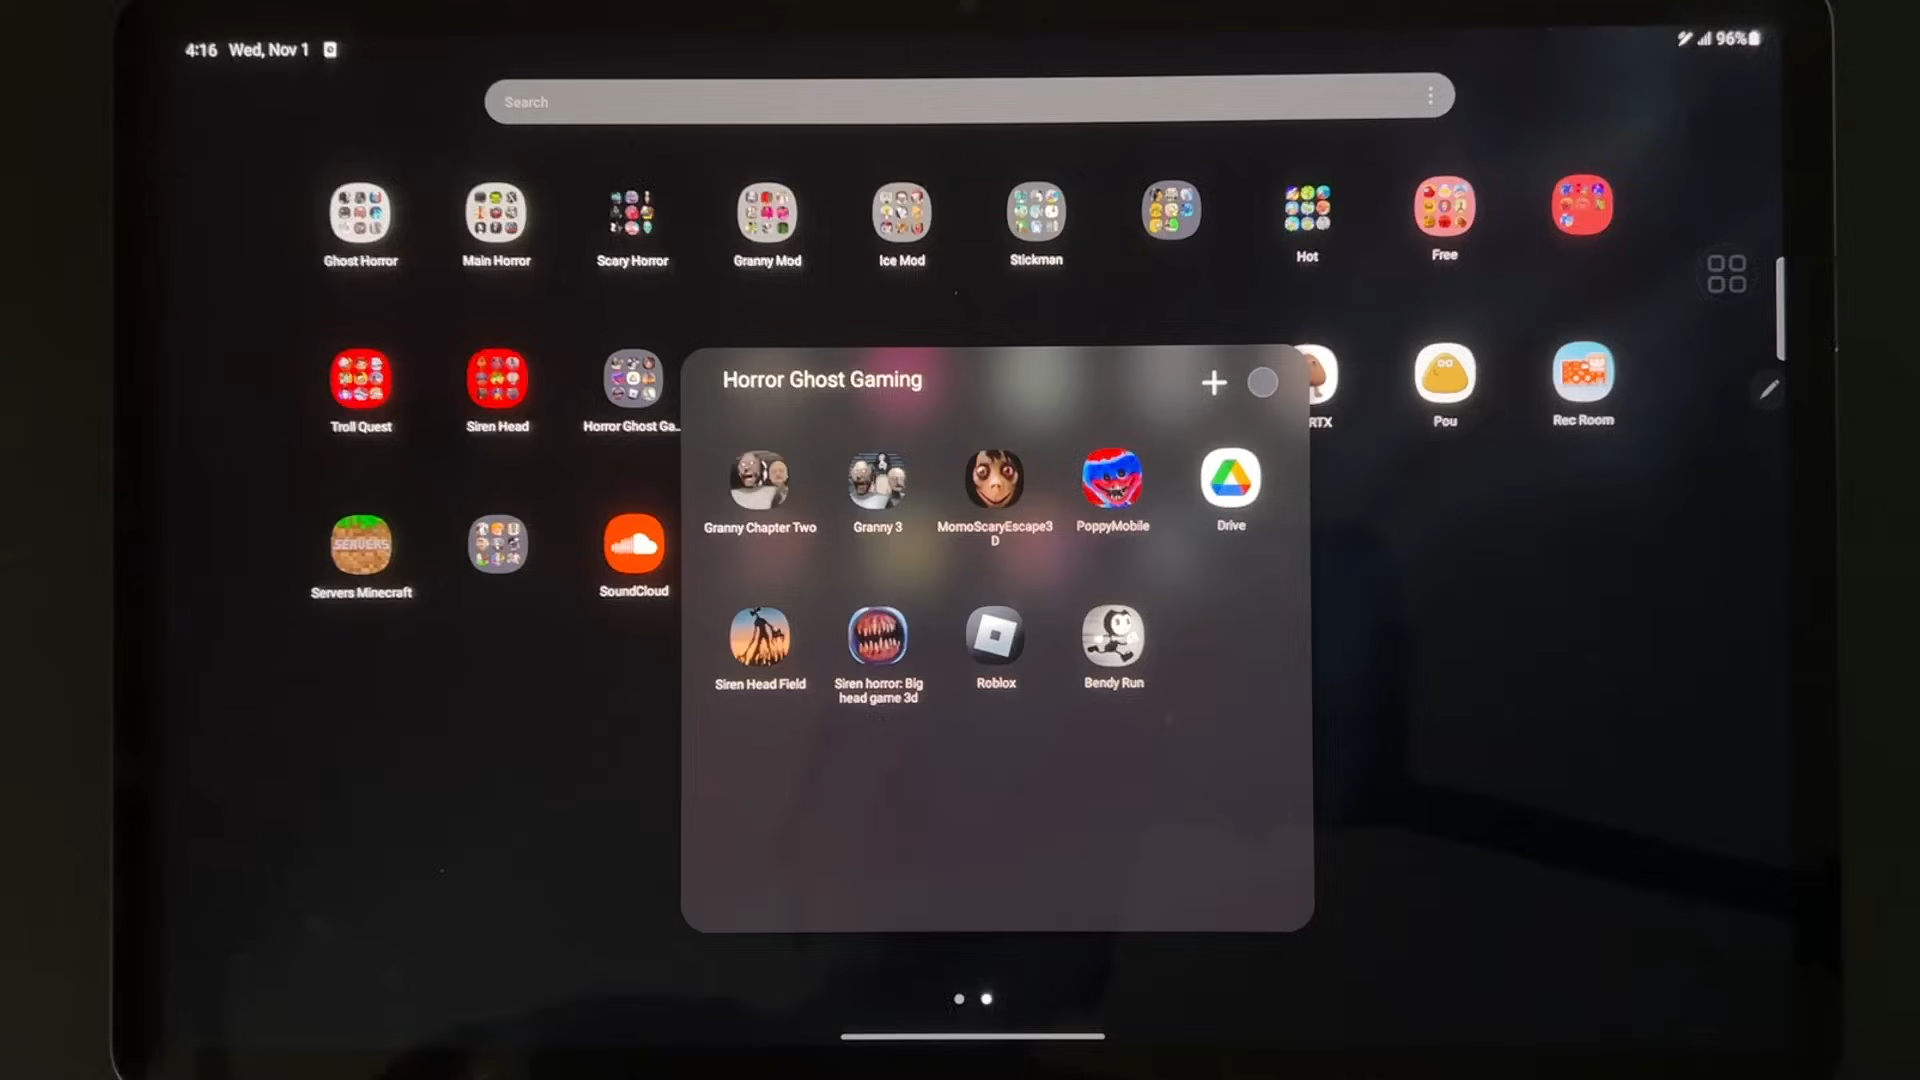 4:16 Wed, Nov 1
96%
Search
Ghost Horror
Main Horror
Scary Horror
Granny Mod
Ice Mod
Stickman
Hot
Free
Troll Quest
Siren Head
Horror Ghost Ga..
Horror Ghost Gaming
RTX
Pou
Rec Room
Granny Chapter Two
Granny 3
MomoScaryEscape3
D
PoppyMobile
Drive
SERVERS
Servers Minecraft
SoundCloud
Siren Head Field
Siren horror: Big
head game 3d
Roblox
Bendy Run